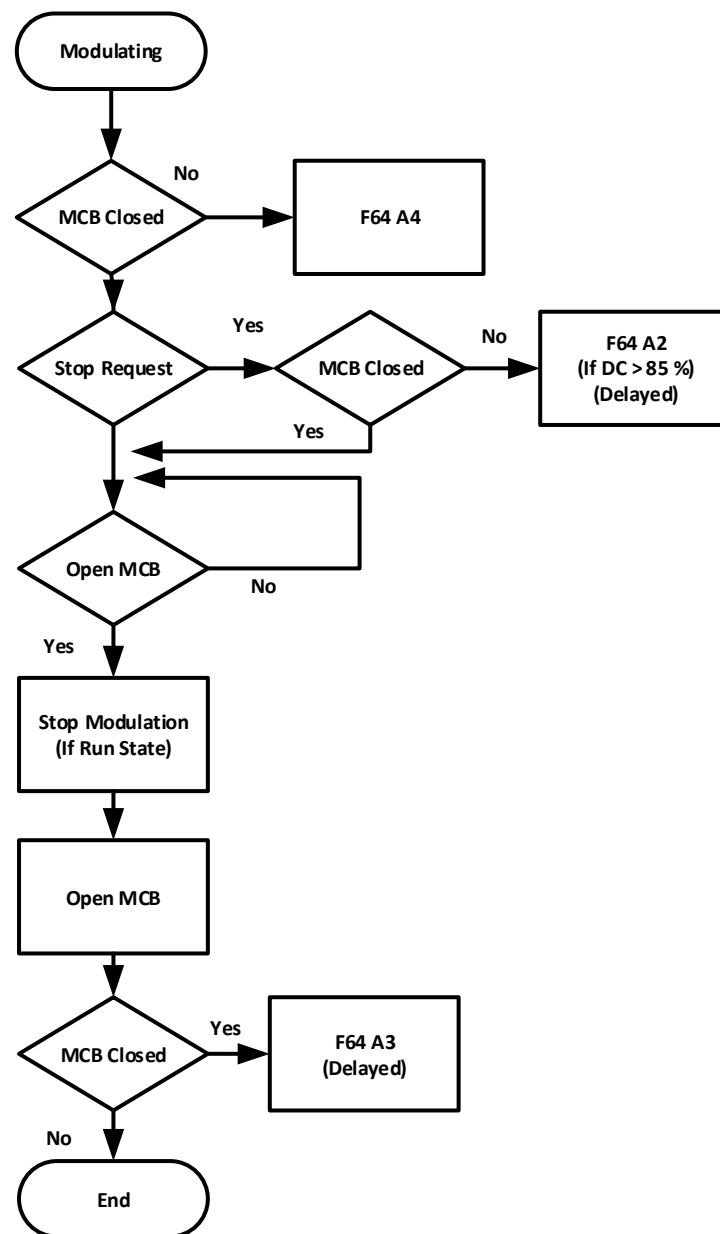 Modulating
No
MCB Closed
F64 A4
Yes
Stop Request
MCB Closed
No
F64 A2
(If DC > 85 %)
(Delayed)
Yes
Open MCB
No
Yes
Stop Modulation
(If Run State)
Open MCB
MCB Closed
Yes
F64 A3
(Delayed)
No
End